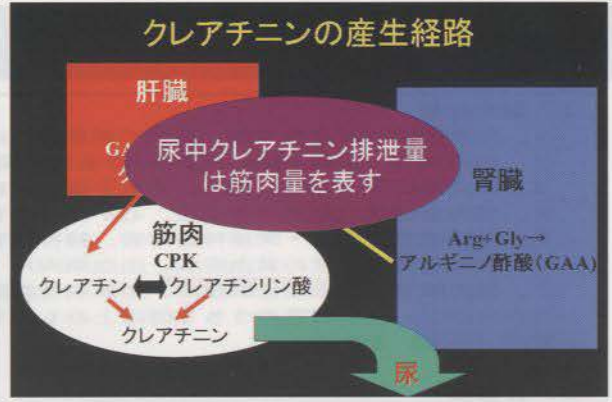 クレアチニンの産生経路
肝臓
GA
ク
尿中クレアチニン排泄量
は筋肉量を表す
腎臓
Arg+Gly→
アルギニノ酢酸(GAA)
筋肉
CPK
クレアチン クレアチンリン酸
クレアチニン
尿